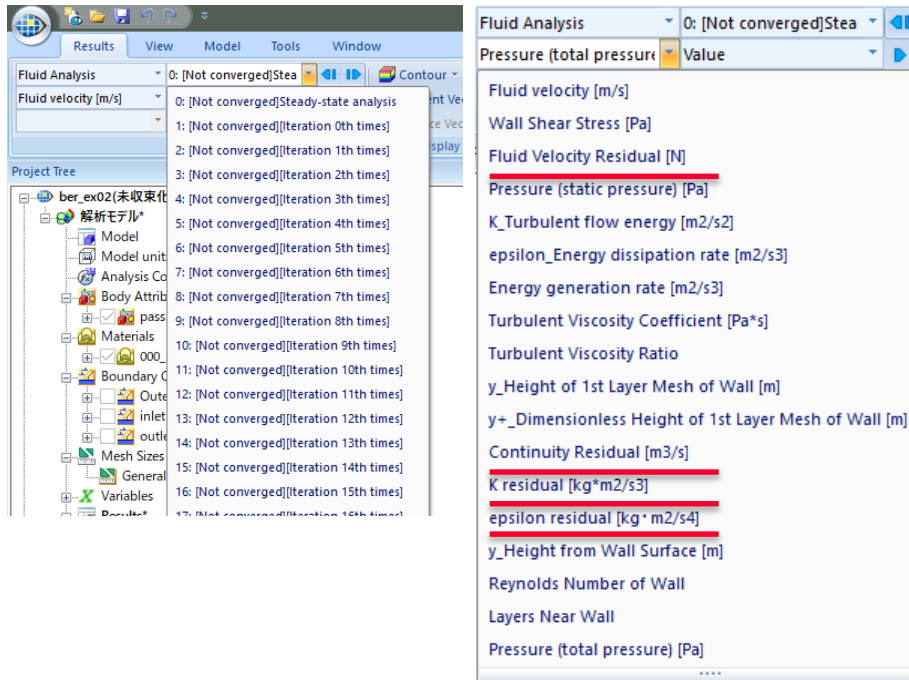 Results View Model Tools Window
Fluid Analysis 0: [Not converged]Stea Contour
Fluid velocity [m/s]
0: [Not converged]Steady-state analysis
1: [Not converged][Iteration 0th times]
2: [Not converged][Iteration 1th times]
3: [Not converged][Iteration 2th times]
4: [Not converged][Iteration 3th times]
5: [Not converged][Iteration 4th times]
6: [Not converged][Iteration 5th times]
7: [Not converged][Iteration 6th times]
8: [Not converged][Iteration 7th times]
9: [Not converged][Iteration 8th times]
10: [Not converged][Iteration 9th times]
11: [Not converged][Iteration 10th times]
12: [Not converged][Iteration 11th times]
13: [Not converged][Iteration 12th times]
14: [Not converged][Iteration 13th times]
15: [Not converged][Iteration 14th times]
16: [Not converged][Iteration 15th times]
17: [Not converged][Iteration 16th times]
ent Vec
ce Vec
splay
Project Tree
ber_ex02(未収束化
解析モデル*
Model
Model unit
Analysis Co
Body Attrib
pass
Materials
000_
Boundary C
Oute
inlet
outle
Mesh Sizes
General
Variables
Results*
Fluid Analysis 0: [Not converged]Stea
Pressure (total pressure Value
Fluid velocity [m/s]
Wall Shear Stress [Pa]
Fluid Velocity Residual [N]
Pressure (static pressure) [Pa]
K_Turbulent flow energy [m2/s2]
epsilon_Energy dissipation rate [m2/s3]
Energy generation rate [m2/s3]
Turbulent Viscosity Coefficient [Pa*s]
Turbulent Viscosity Ratio
y_Height of 1st Layer Mesh of Wall [m]
y+_Dimensionless Height of 1st Layer Mesh of Wall [m]
Continuity Residual [m3/s]
K residual [kg*m2/s3]
epsilon residual [kg･m2/s4]
y_Height from Wall Surface [m]
Reynolds Number of Wall
Layers Near Wall
Pressure (total pressure) [Pa]